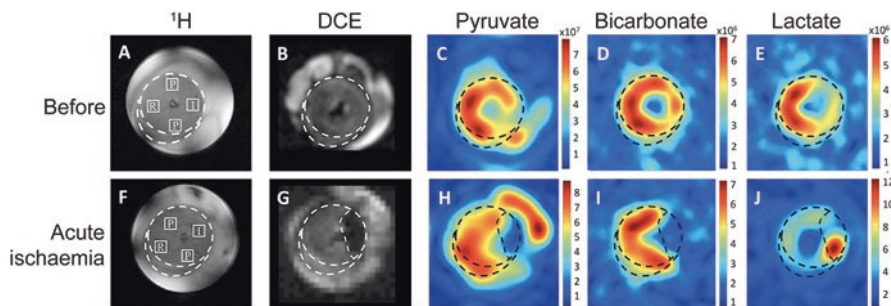 ¹H DCE Pyruvate Bicarbonate Lactate
Before
A
P
R I
P
B
C
x10⁷
7
6
5
4
3
2
1
D
x10⁶
7
6
5
4
3
2
1
E
x10⁶
6
5
4
3
2
1
Acute
ischaemia
F
P
I
R
P
G
H
8
7
6
5
4
3
2
1
I
7
6
5
4
3
2
1
J
12
10
8
6
4
2